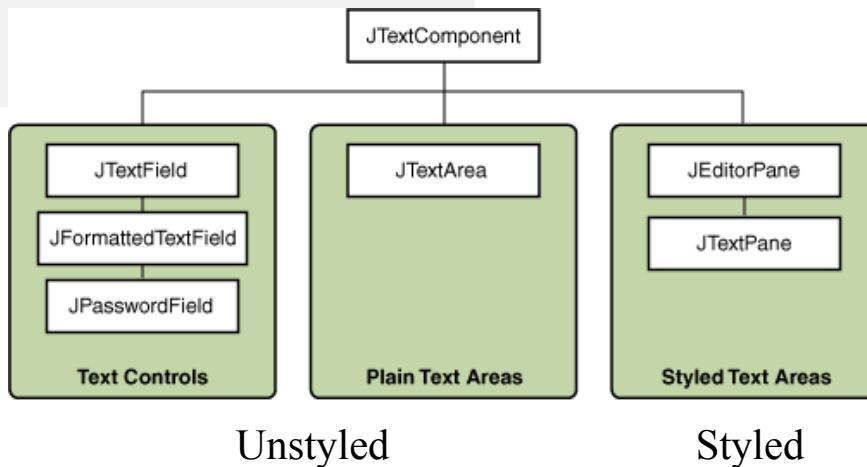 JTextComponent
JTextField
JFormattedTextField
JPasswordField
Text Controls
JTextArea
Plain Text Areas
JEditorPane
JTextPane
Styled Text Areas
Unstyled
Styled